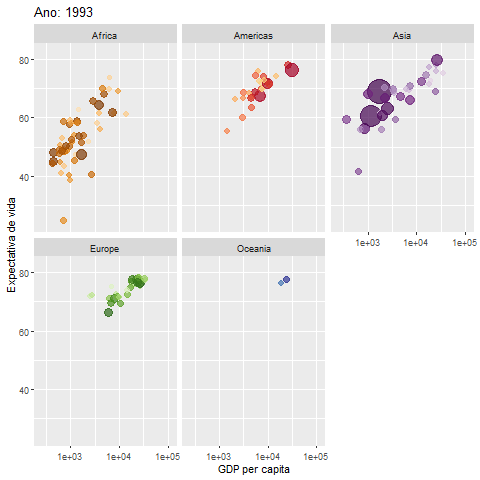 Ano: 1993
Africa
Americas
Asia
80
60
40
1e+03 1e+04 1e+05
Expectativa de vida
Europe
Oceania
80
60
40
1e+03 1e+04 1e+05
1e+03 1e+04 1e+05
GDP per capita